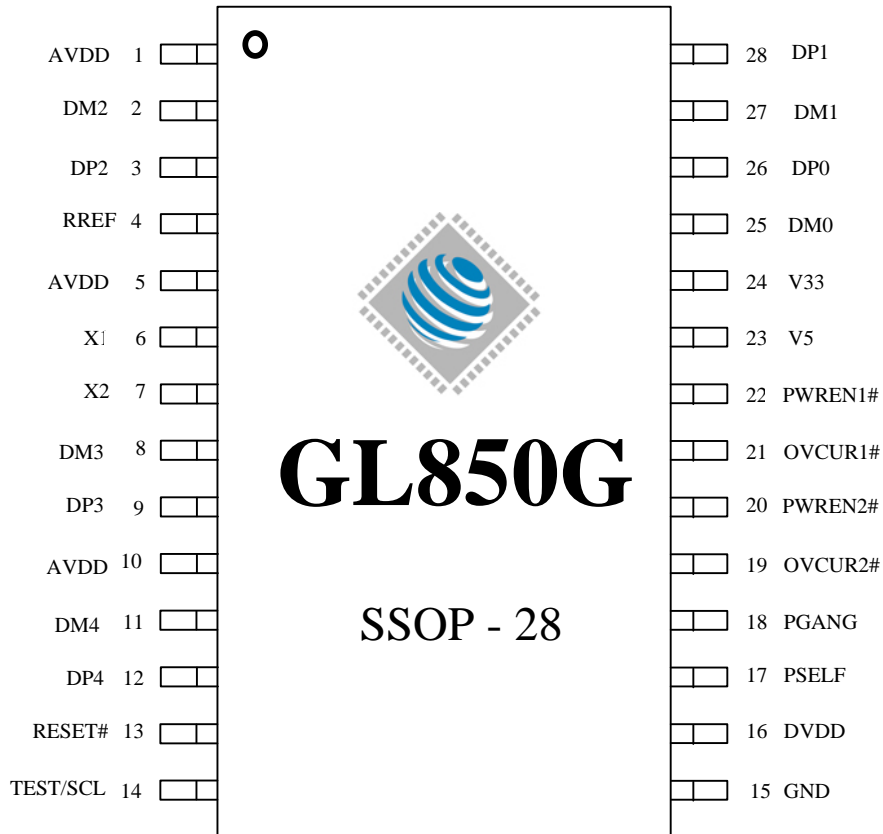 AVDD 1
DM2 2
DP2 3
RREF 4
AVDD 5
X1 6
X2 7
DM3 8
DP3 9
AVDD 10
DM4 11
DP4 12
RESET# 13
TEST/SCL 14
GL850G
SSOP - 28
28 DP1
27 DM1
26 DP0
25 DM0
24 V33
23 V5
22 PWREN1#
21 OVCUR1#
20 PWREN2#
19 OVCUR2#
18 PGANG
17 PSELF
16 DVDD
15 GND